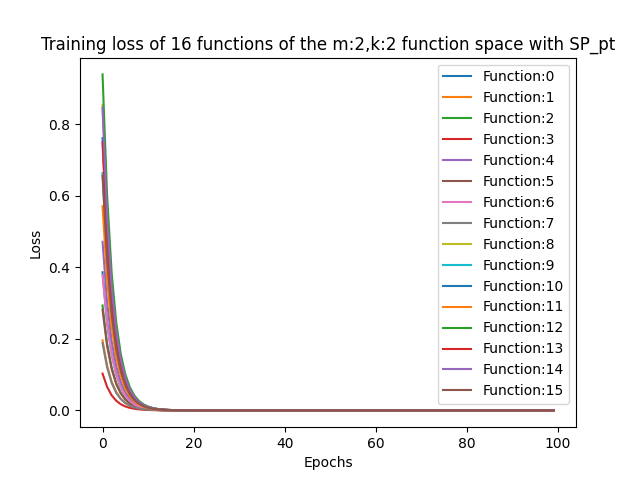 Training loss of 16 functions of the m:2,k:2 function space with SP_pt
Loss
0.8
0.6
0.4
0.2
0.0
0 20 40 60 80 100
Epochs
Function:0
Function:1
Function:2
Function:3
Function:4
Function:5
Function:6
Function:7
Function:8
Function:9
Function:10
Function:11
Function:12
Function:13
Function:14
Function:15